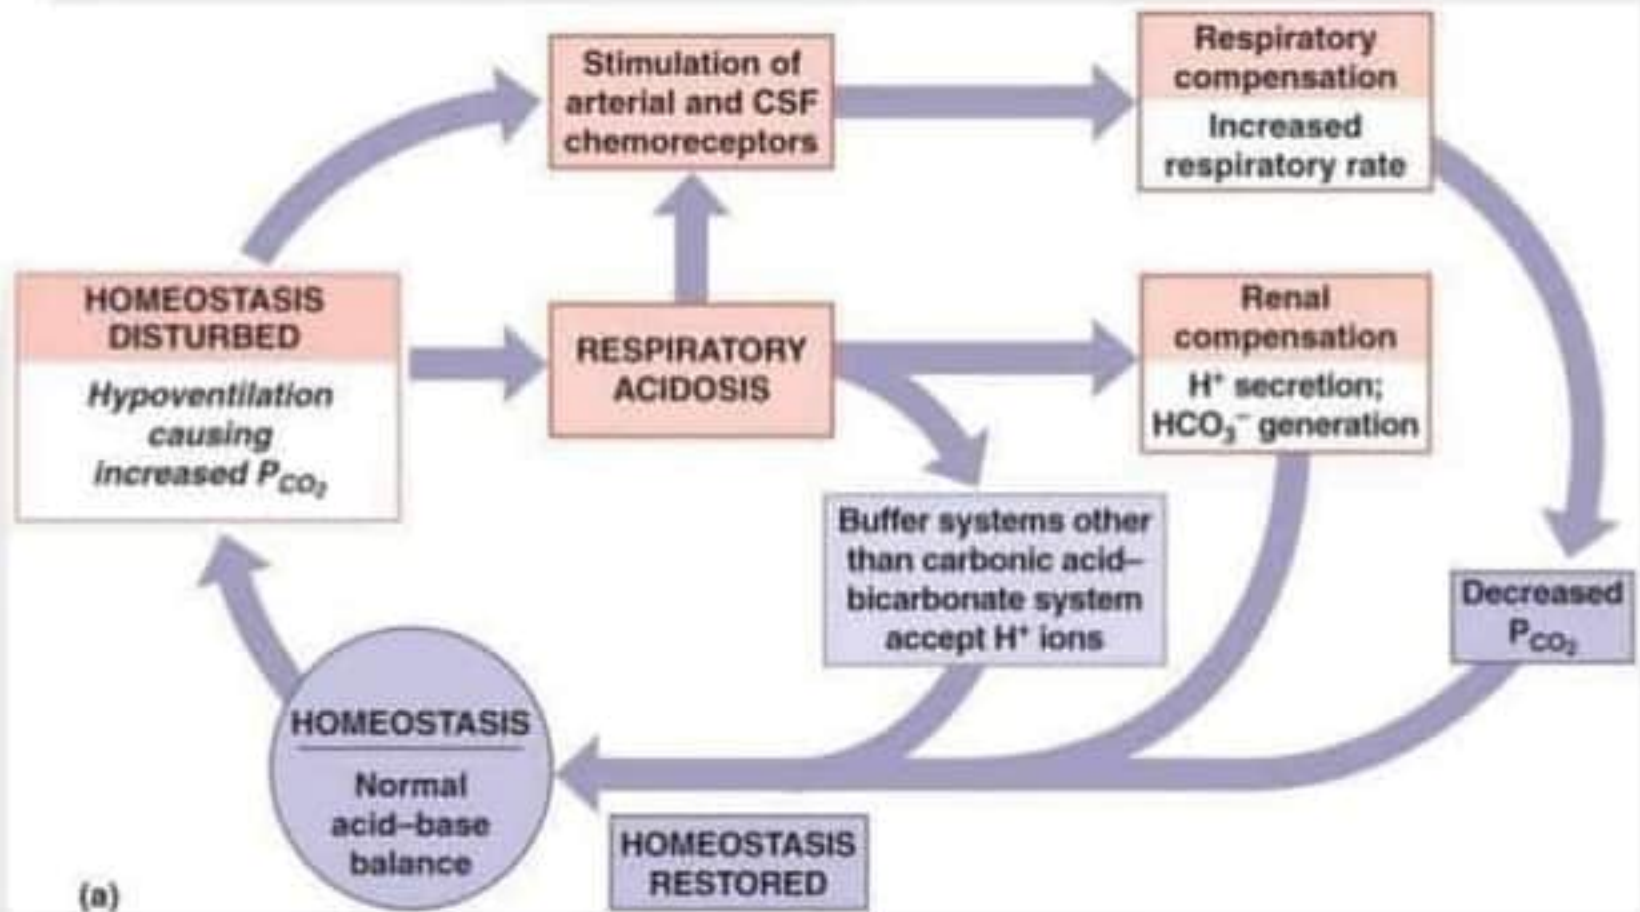 Stimulation of
arterial and CSF
chemoreceptors
Respiratory
compensation
Increased
respiratory rate
HOMEOSTASIS
DISTURBED
Hypoventilation
causing
increased P_CO₂
RESPIRATORY
ACIDOSIS
Renal
compensation
H⁺ secretion;
HCO₃⁻ generation
Buffer systems other
than carbonic acid–
bicarbonate system
accept H⁺ ions
Decreased
P_CO₂
HOMEOSTASIS
Normal
acid–base
balance
HOMEOSTASIS
RESTORED
(a)